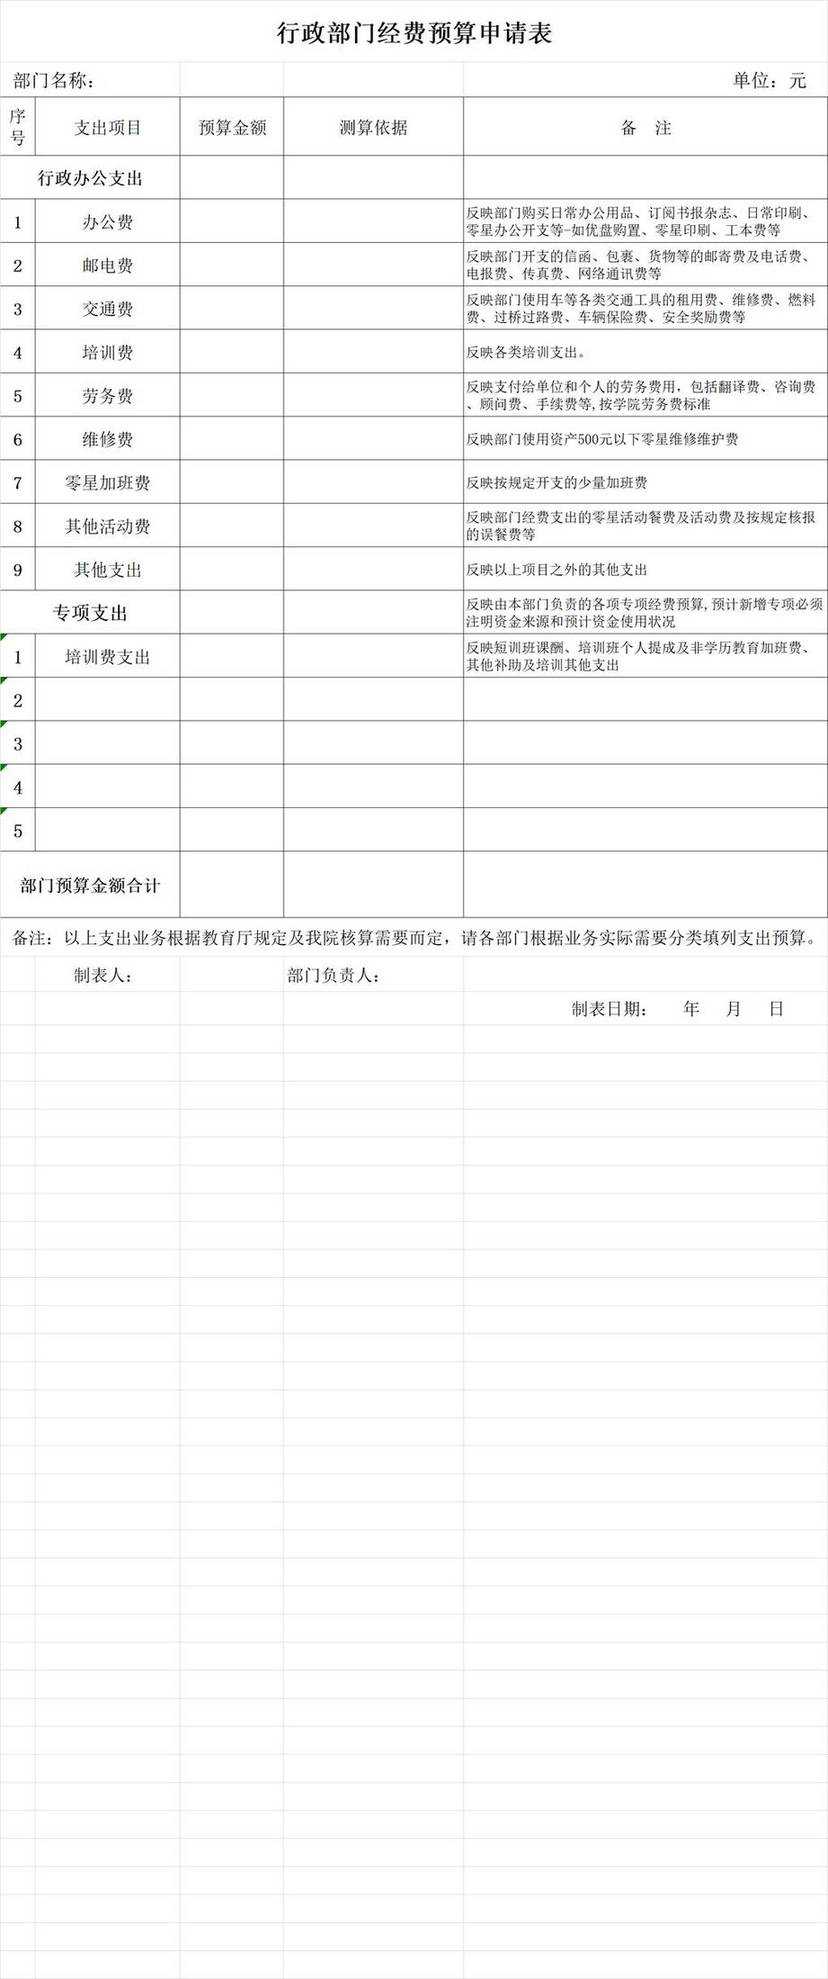 行政部门经费预算申请表
部门名称： 单位：元
序号 支出项目 预算金额 测算依据 备 注
行政办公支出
1 办公费 反映部门购买日常办公用品、订阅书报杂志、日常印刷、
零星办公开支等-如优盘购置、零星印刷、工本费等
2 邮电费 反映部门开支的信函、包裹、货物等的邮寄费及电话费、
电报费、传真费、网络通讯费等
3 交通费 反映部门使用车等各类交通工具的租用费、维修费、燃料
费、过桥过路费、车辆保险费、安全奖励费等
4 培训费 反映各类培训支出。
5 劳务费 反映支付给单位和个人的劳务费用，包括翻译费、咨询费
、顾问费、手续费等,按学院劳务费标准
6 维修费 反映部门使用资产500元以下零星维修维护费
7 零星加班费 反映按规定开支的少量加班费
8 其他活动费 反映部门经费支出的零星活动餐费及活动费及按规定核报
的误餐费等
9 其他支出 反映以上项目之外的其他支出
专项支出 反映由本部门负责的各项专项经费预算,预计新增专项必须
注明资金来源和预计资金使用状况
1 培训费支出 反映短训班课酬、培训班个人提成及非学历教育加班费、
其他补助及培训其他支出
2
3
4
5
部门预算金额合计
备注：以上支出业务根据教育厅规定及我院核算需要而定，请各部门根据业务实际需要分类填列支出预算。
制表人： 部门负责人：
制表日期： 年 月 日